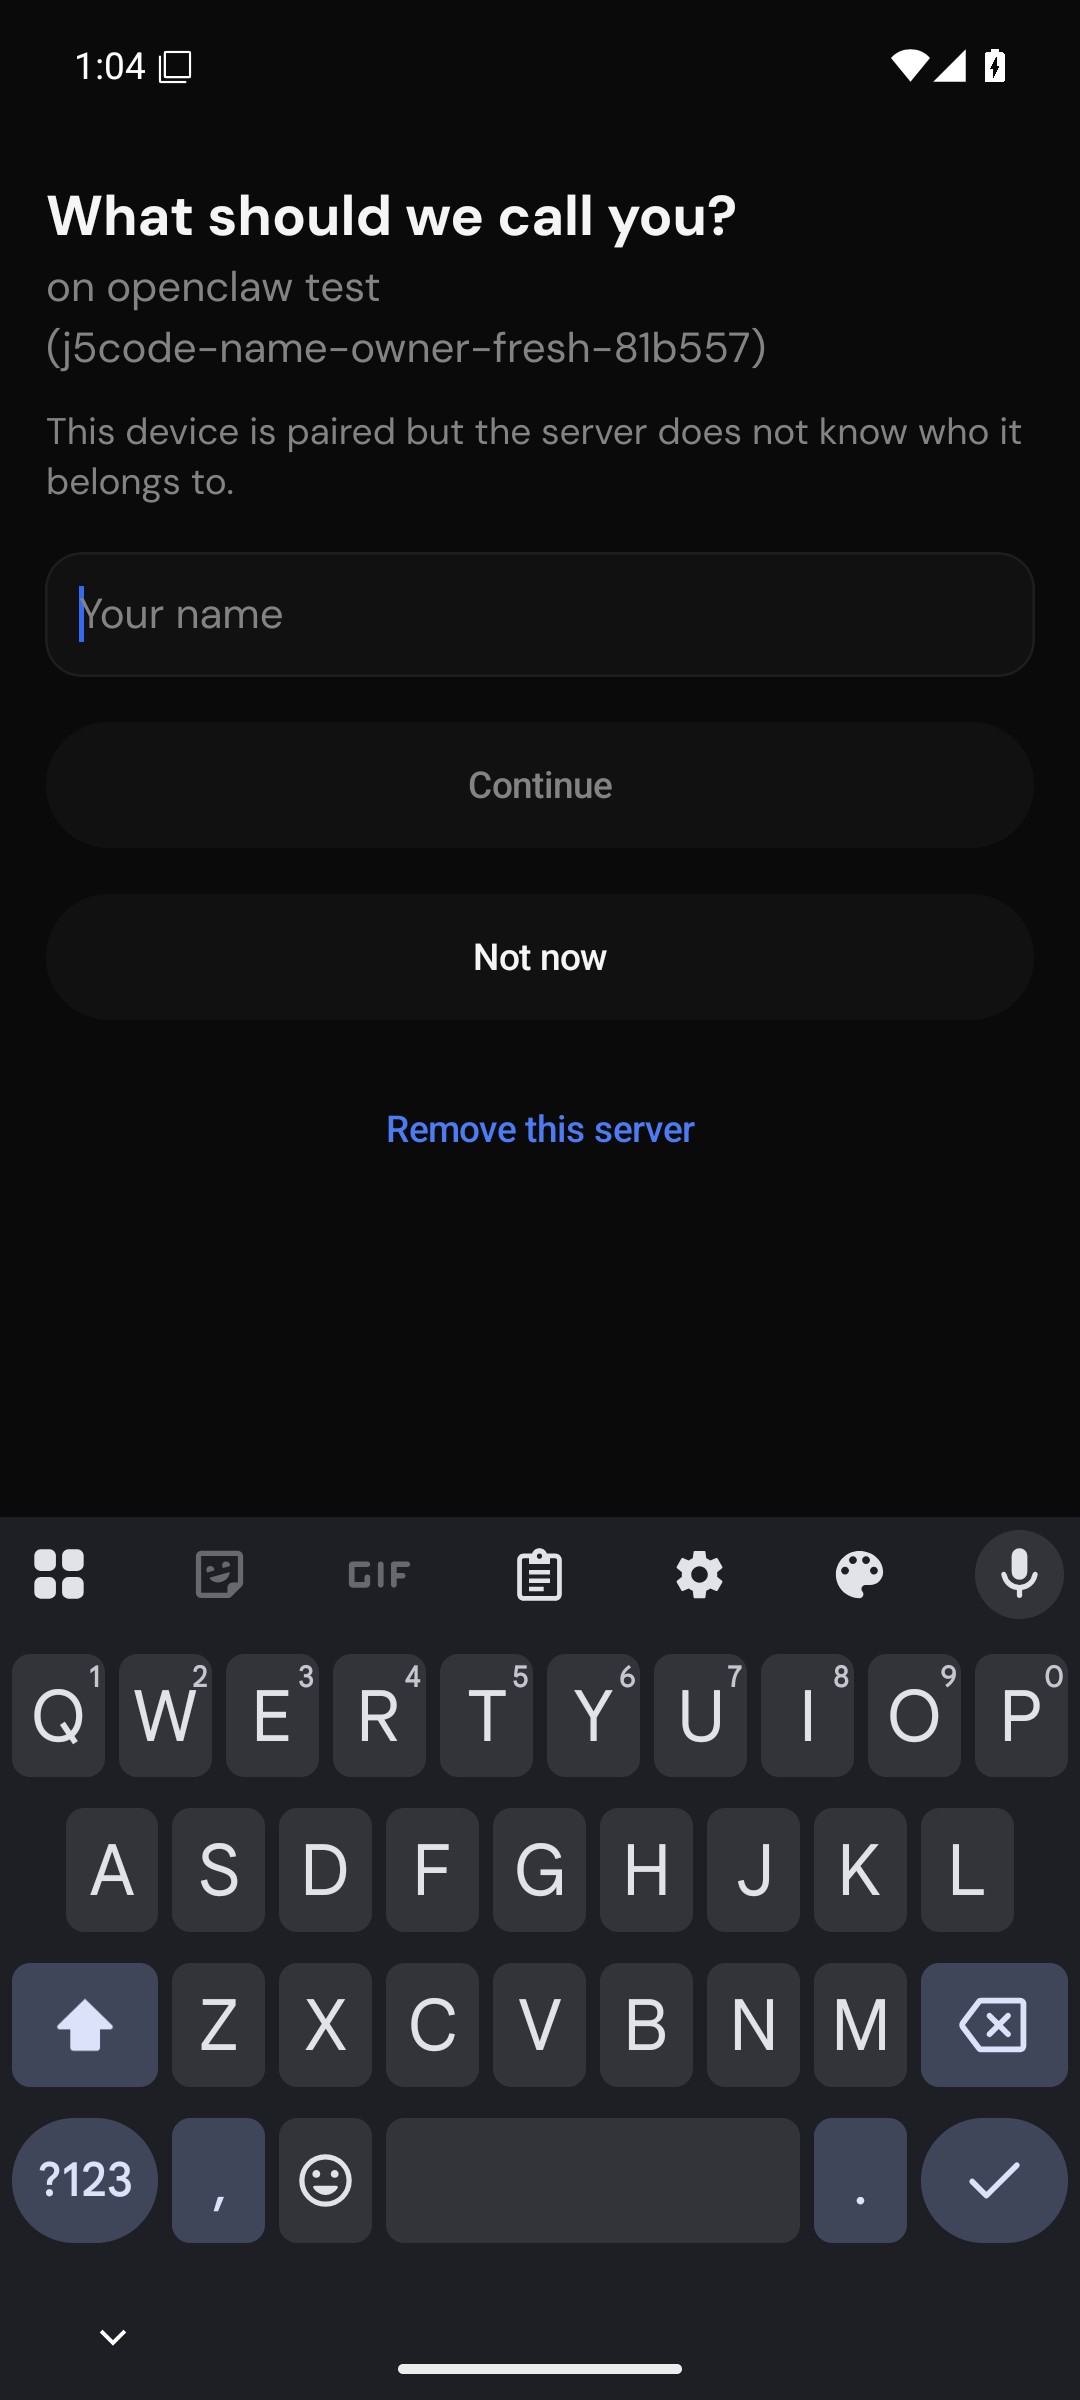 1:04
What should we call you?
on openclaw test
(j5code-name-owner-fresh-81b557)
This device is paired but the server does not know who it
belongs to.
Your name
Continue
Not now
Remove this server
GIF
Q1 W2 E3 R4 T5 Y6 U7 I8 O9 P0
A S D F G H J K L
Z X C V B N M
?123 , .